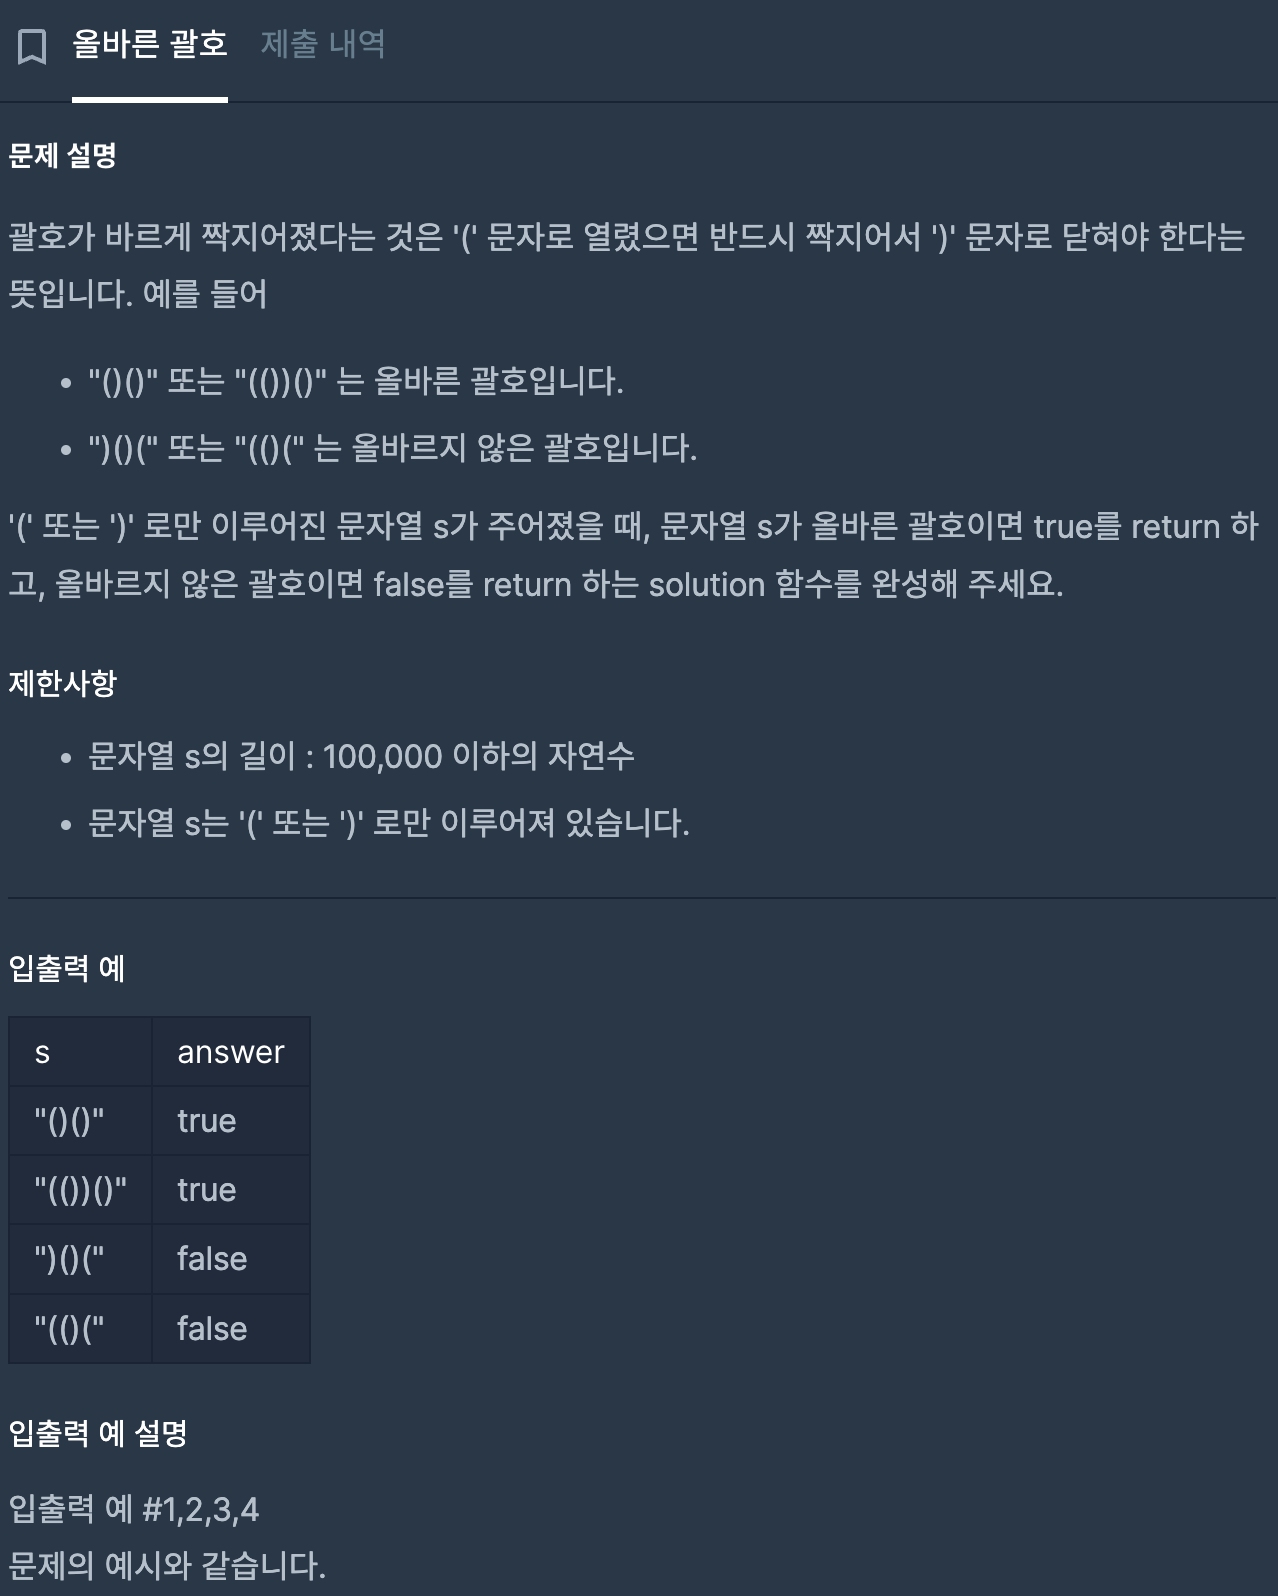 올바른 괄호 제출 내역
문제 설명
괄호가 바르게 짝지어졌다는 것은 '(' 문자로 열렸으면 반드시 짝지어서 ')' 문자로 닫혀야 한다는
뜻입니다. 예를 들어
• "()()" 또는 "(())()" 는 올바른 괄호입니다.
• ")()(" 또는 "(()(" 는 올바르지 않은 괄호입니다.
'(' 또는 ')' 로만 이루어진 문자열 s가 주어졌을 때, 문자열 s가 올바른 괄호이면 true를 return 하
고, 올바르지 않은 괄호이면 false를 return 하는 solution 함수를 완성해 주세요.
제한사항
• 문자열 s의 길이 : 100,000 이하의 자연수
• 문자열 s는 '(' 또는 ')' 로만 이루어져 있습니다.
입출력 예
s answer
"()()" true
"(())()" true
")()(" false
"(()(" false
입출력 예 설명
입출력 예 #1,2,3,4
문제의 예시와 같습니다.